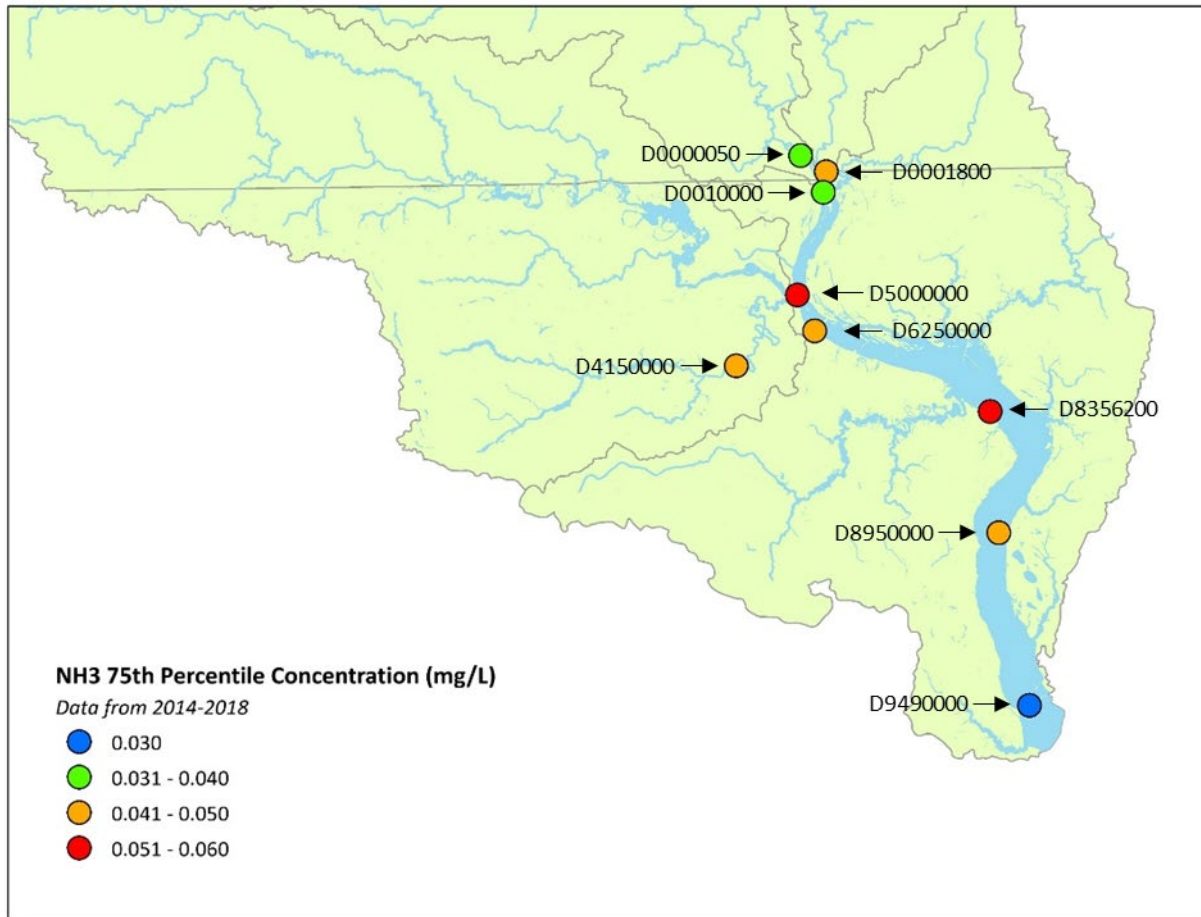 D0000050
D0001800
D0010000
D5000000
D6250000
D4150000
D8356200
D8950000
D9490000
NH3 75th Percentile Concentration (mg/L)
Data from 2014-2018
0.030
0.031 - 0.040
0.041 - 0.050
0.051 - 0.060